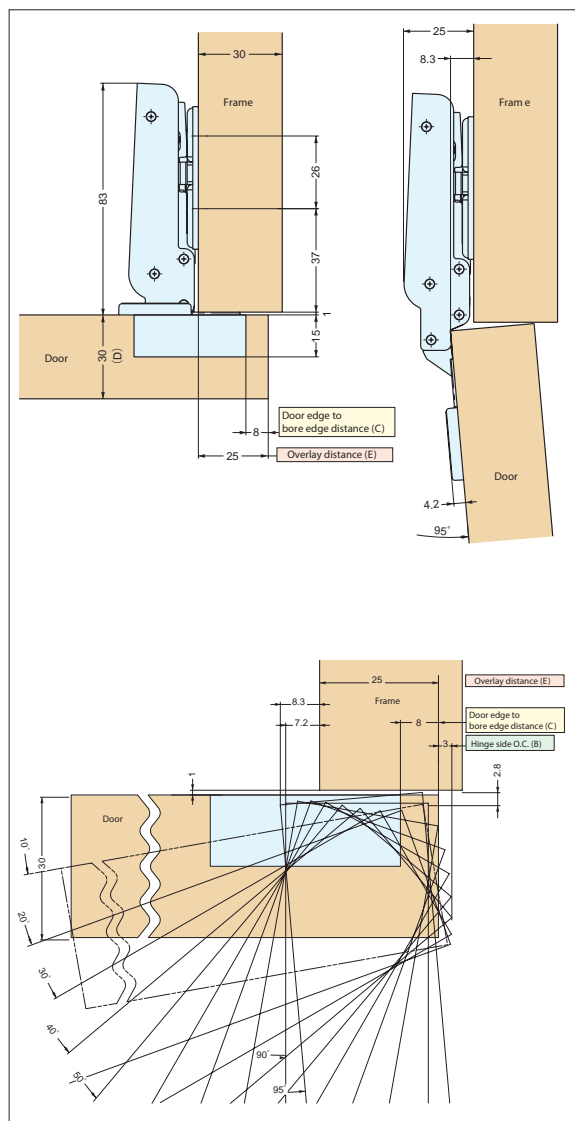 30
Frame
83
26
37
1
15
Door
30
(D)
8
Door edge to
bore edge distance (C)
25
Overlay distance (E)
25
8.3
Fram e
Door
4.2
95°
25
Overlay distance (E)
Frame
8.3
7.2
8
Door edge to
bore edge distance (C)
3
Hinge side O.C. (B)
1
2.8
Door
30
10°
20°
30°
40°
50°
90°
95°